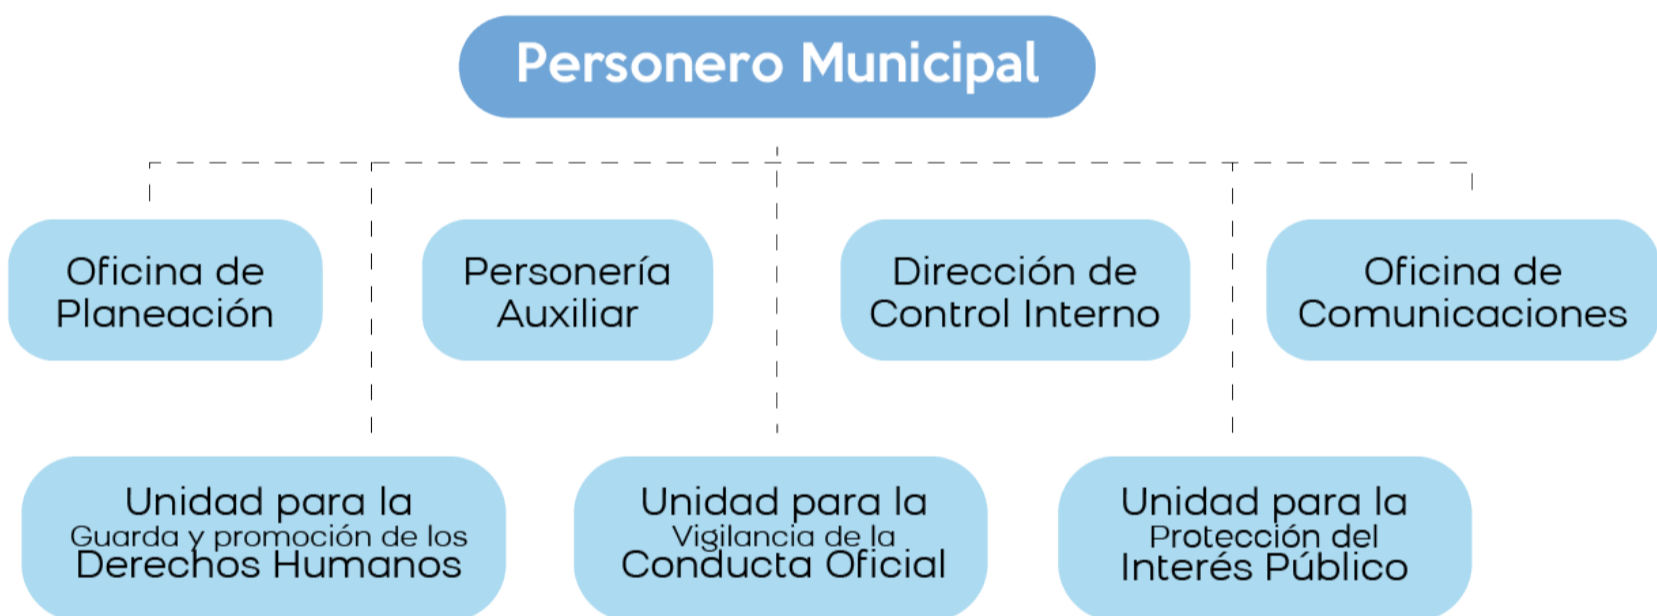 Personero Municipal
Oficina de
Planeación
Personería
Auxiliar
Dirección de
Control Interno
Oficina de
Comunicaciones
Unidad para la
Guarda y promoción de los
Derechos Humanos
Unidad para la
Vigilancia de la
Conducta Oficial
Unidad para la
Protección del
Interés Público